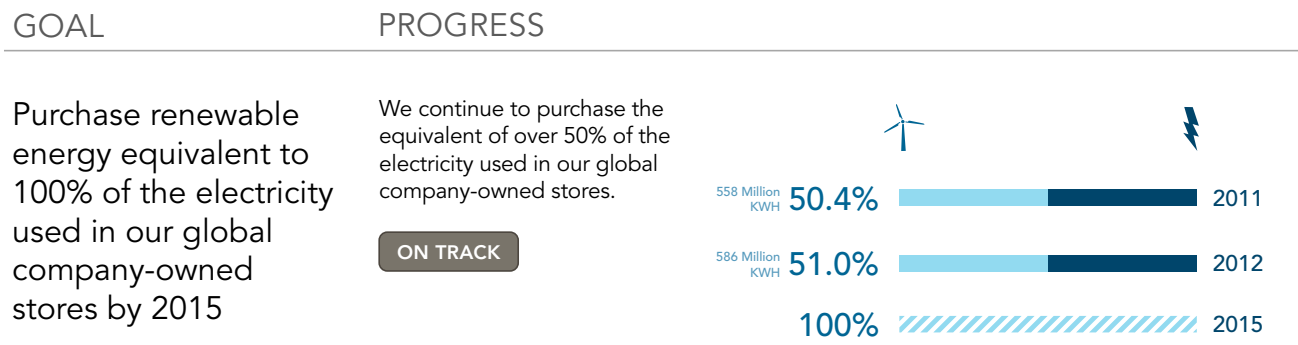 GOAL
PROGRESS
Purchase renewable
energy equivalent to
100% of the electricity
used in our global
company-owned
stores by 2015
We continue to purchase the
equivalent of over 50% of the
electricity used in our global
company-owned stores.
ON TRACK
558 Million
KWH
50.4%
2011
586 Million
KWH
51.0%
2012
100%
2015